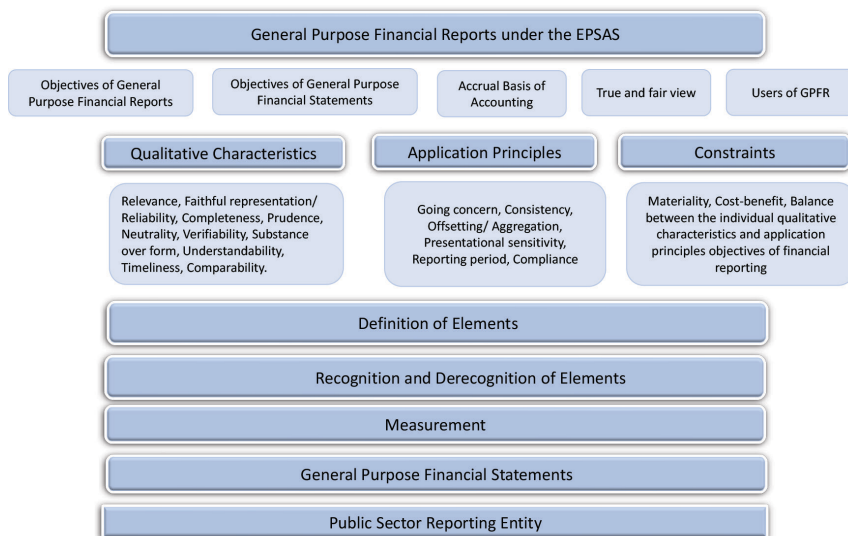 General Purpose Financial Reports under the EPSAS
Objectives of General
Purpose Financial Reports
Objectives of General Purpose
Financial Statements
Accrual Basis of
Accounting
True and fair view
Users of GPFR
Qualitative Characteristics
Application Principles
Constraints
Relevance, Faithful representation/
Reliability, Completeness, Prudence,
Neutrality, Verifiability, Substance
over form, Understandability,
Timeliness, Comparability.
Going concern, Consistency,
Offsetting/ Aggregation,
Presentational sensitivity,
Reporting period, Compliance
Materiality, Cost-benefit, Balance
between the individual qualitative
characteristics and application
principles objectives of financial
reporting
Definition of Elements
Recognition and Derecognition of Elements
Measurement
General Purpose Financial Statements
Public Sector Reporting Entity